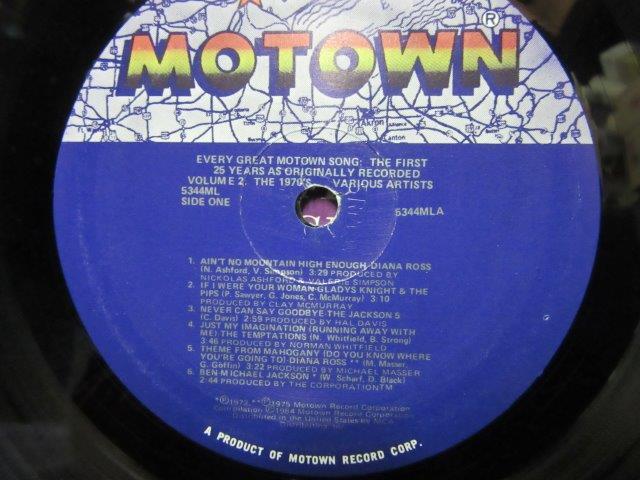 MOTOWN ®
Akron
Canton
EVERY GREAT MOTOWN SONG: THE FIRST
25 YEARS AS ORIGINALLY RECORDED
VOLUME 2. THE 1970'S VARIOUS ARTISTS
5344ML
SIDE ONE
5344MLA
1. AIN'T NO MOUNTAIN HIGH ENOUGH-DIANA ROSS
(N. Ashford, V. Simpson) 3:29 PRODUCED BY
NICKOLAS ASHFORD & VALERIE SIMPSON
2. IF I WERE YOUR WOMAN-GLADYS KNIGHT & THE
PIPS (P. Sawyer, G. Jones, C. McMurray) 3:10
PRODUCED BY CLAY MCMURRAY
3. NEVER CAN SAY GOODBYE-THE JACKSON 5
(C. Davis) 2:59 PRODUCED BY HAL DAVIS
4. JUST MY IMAGINATION (RUNNING AWAY WITH
ME) THE TEMPTATIONS (N. Whitfield, B. Strong)
3:46 PRODUCED BY NORMAN WHITFIELD
5. THEME FROM MAHOGANY (DO YOU KNOW WHERE
YOU'RE GOING TO) DIANA ROSS ** (M. Masser,
G. Goffin) 3:22 PRODUCED BY MICHAEL MASSER
6. BEN-MICHAEL JACKSON * (W. Scharf, D. Black)
2:44 PRODUCED BY THE CORPORATIONTM
*℗1972, **℗1975 Motown Record Corporation
Compilation ℗1984 Motown Record Corporation
Distributed in the United States by MCA
Distributing
A PRODUCT OF MOTOWN RECORD CORP.